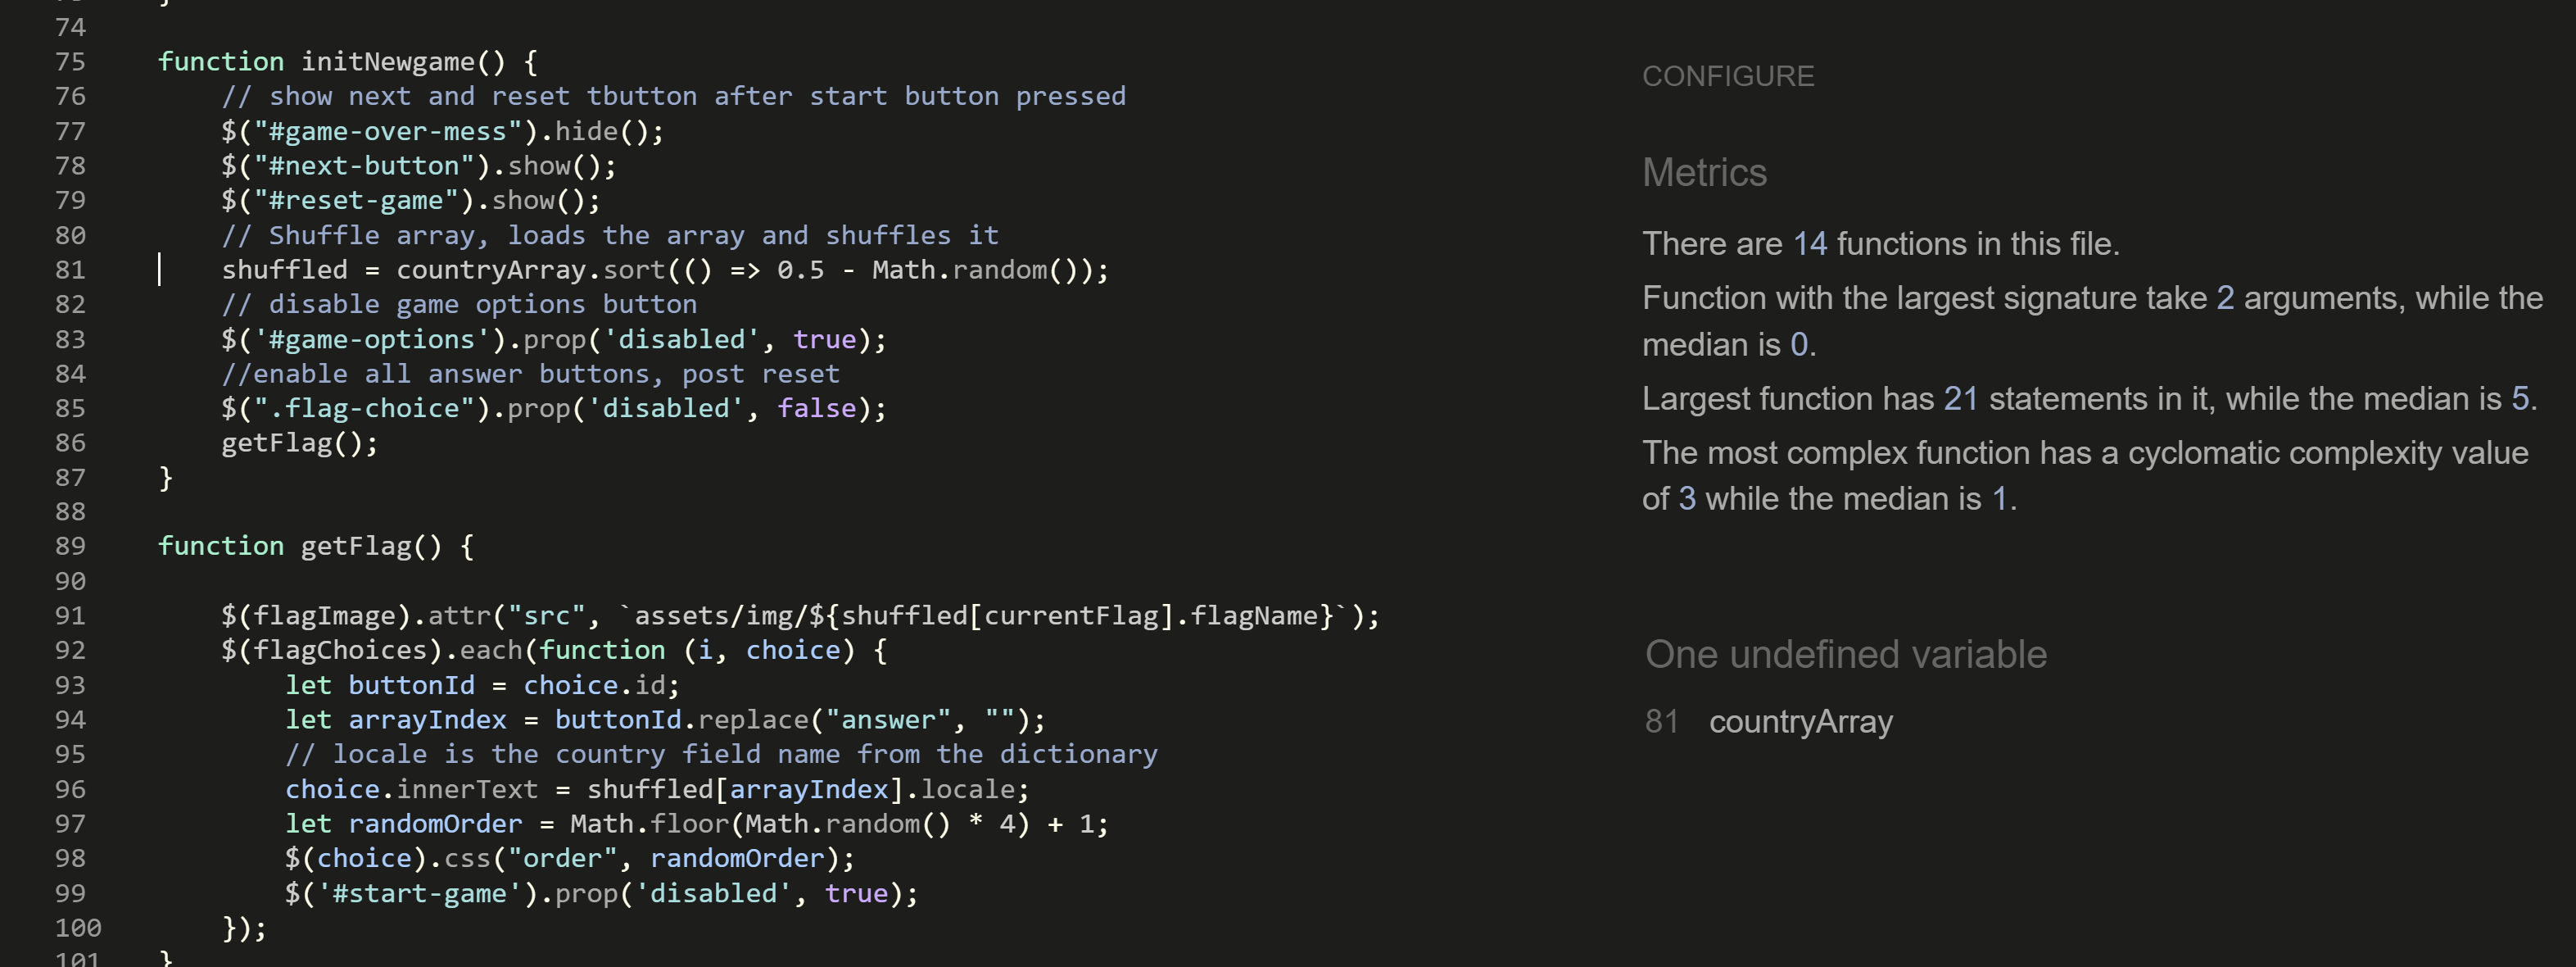 74
75 function initNewgame() {
76 // show next and reset tbutton after start button pressed
77 $("#game-over-mess").hide();
78 $("#next-button").show();
79 $("#reset-game").show();
80 // Shuffle array, loads the array and shuffles it
81 shuffled = countryArray.sort(() => 0.5 - Math.random());
82 // disable game options button
83 $('#game-options').prop('disabled', true);
84 //enable all answer buttons, post reset
85 $(".flag-choice").prop('disabled', false);
86 getFlag();
87 }
88
89 function getFlag() {
90
91 $(flagImage).attr("src", `assets/img/${shuffled[currentFlag].flagName}`);
92 $(flagChoices).each(function (i, choice) {
93 let buttonId = choice.id;
94 let arrayIndex = buttonId.replace("answer", "");
95 // locale is the country field name from the dictionary
96 choice.innerText = shuffled[arrayIndex].locale;
97 let randomOrder = Math.floor(Math.random() * 4) + 1;
98 $(choice).css("order", randomOrder);
99 $('#start-game').prop('disabled', true);
100 });
101 }
CONFIGURE
Metrics
There are 14 functions in this file.
Function with the largest signature take 2 arguments, while the
median is 0.
Largest function has 21 statements in it, while the median is 5.
The most complex function has a cyclomatic complexity value
of 3 while the median is 1.
One undefined variable
81 countryArray